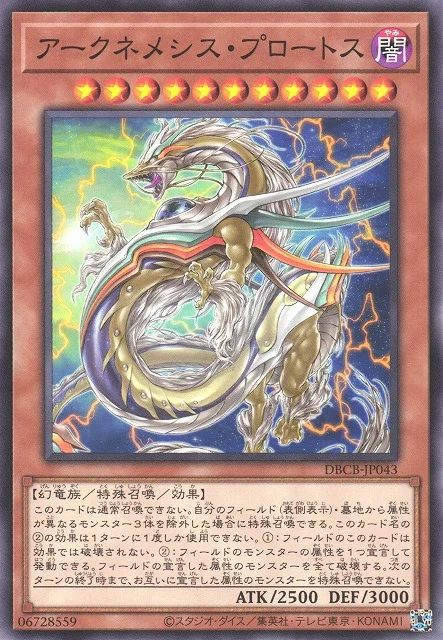 アークネメシス・プロートス
闇
DBCB-JP043
【幻竜族／特殊召喚／効果】
このカードは通常召喚できない。自分のフィールド（表側表示）・墓地から属性
が異なるモンスター３体を除外した場合に特殊召喚できる。このカード名の
②の効果は１ターンに１度しか使用できない。①：フィールドのこのカードは
効果では破壊されない。②：フィールドのモンスターの属性を１つ宣言して
発動できる。フィールドの宣言した属性のモンスターを全て破壊する。次の
ターンの終了時まで、お互いに宣言した属性のモンスターを特殊召喚できない。
ATK/2500 DEF/3000
06728559
©スタジオ・ダイス／集英社・テレビ東京・KONAMI